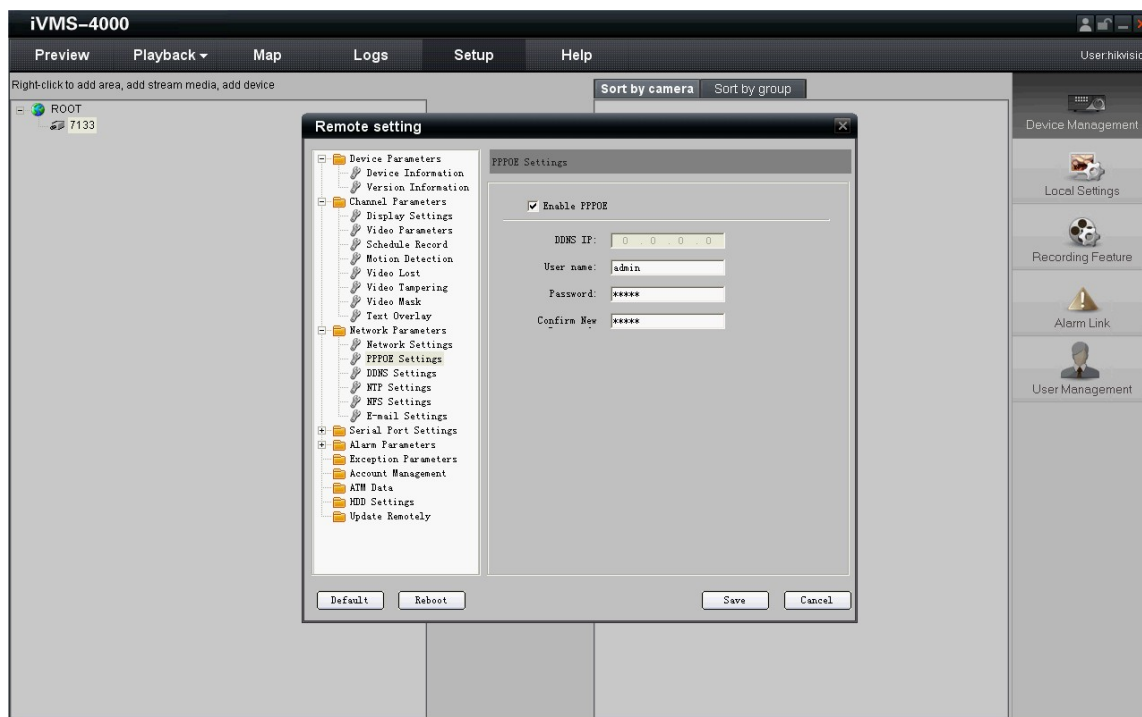 iVMS-4000
Preview Playback Map Logs Setup Help
User:hikvisic
Right-click to add area, add stream media, add device
ROOT
7133
Sort by camera Sort by group
Device Management
Local Settings
Recording Feature
Alarm Link
User Management
Remote setting
Device Parameters
Device Information
Version Information
Channel Parameters
Display Settings
Video Parameters
Schedule Record
Motion Detection
Video Lost
Video Tampering
Video Mask
Text Overlay
Network Parameters
Network Settings
PPPOE Settings
DDNS Settings
NTP Settings
NFS Settings
E-mail Settings
Serial Port Settings
Alarm Parameters
Exception Parameters
Account Management
ATM Data
HDD Settings
Update Remotely
PPPOE Settings
Enable PPPOE
DDNS IP: 0 . 0 . 0 . 0
User name: admin
Password: *****
Confirm New *****
Default Reboot Save Cancel